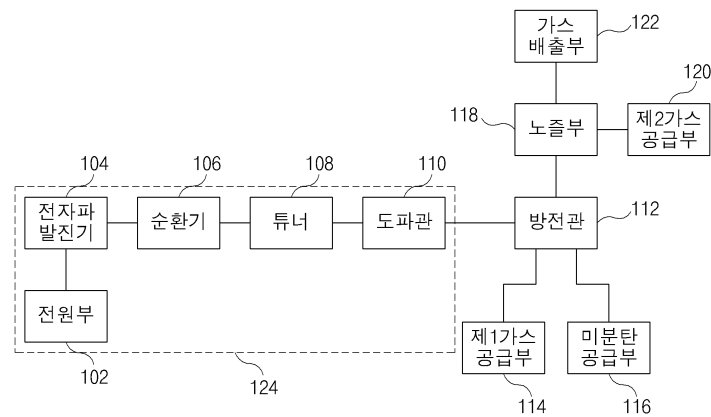 가스
배출부
122
120
118
노즐부
제2가스
공급부
104
106
108
110
전자파
발진기
순환기
튜너
도파관
방전관
112
전원부
제1가스
공급부
미분탄
공급부
102
124
114
116